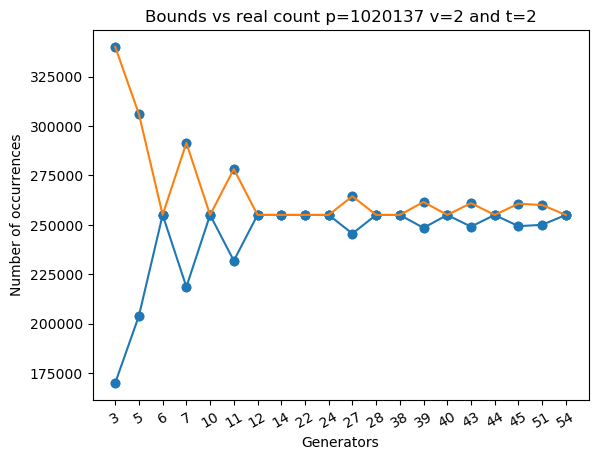 Bounds vs real count p=1020137 v=2 and t=2
Number of occurrences
325000
300000
275000
250000
225000
200000
175000
3 5 6 7 10 11 12 14 22 24 27 28 38 39 40 43 44 45 51 54
Generators